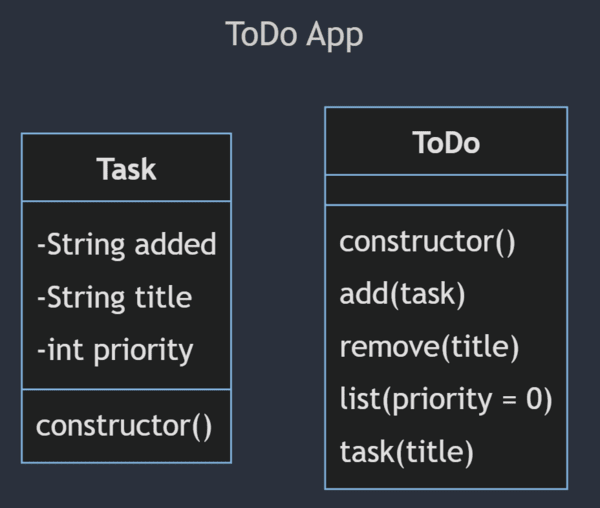 ToDo App
Task
-String added
-String title
-int priority
constructor()
ToDo
constructor()
add(task)
remove(title)
list(priority = 0)
task(title)